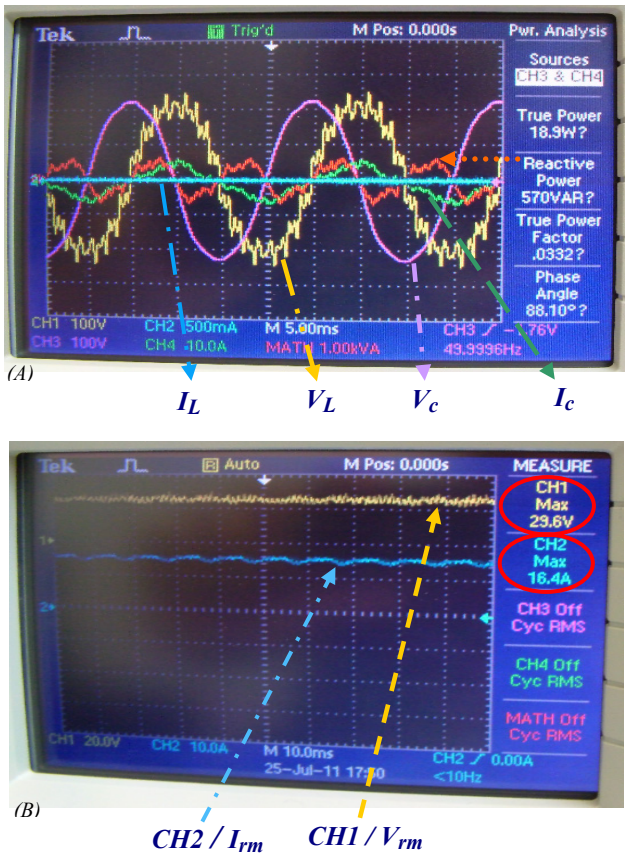 Tek
Trig'd
M Pos: 0.000s
Pwr. Analysis
Sources
CH3 & CH4
True Power
18.9W?
Reactive
Power
570VAR?
True Power
Factor
.0332?
Phase
Angle
88.10°?
CH1 100V
CH2 500mA
M 5.00ms
CH3
CH3 100V
CH4 10.0A
MATH 1.00kVA
49.9996Hz
(A)
I_L
V_L
V_c
I_c
Tek
R Auto
M Pos: 0.000s
MEASURE
CH1
Max
29.6V
CH2
Max
16.4A
CH3 Off
Cyc RMS
CH4 Off
Cyc RMS
MATH Off
Cyc RMS
1
2
CH1 20.0V
CH2 10.0A
M 10.0ms
CH2 0.00A
25-Jul-11
<10Hz
(B)
CH2 / I_rm
CH1 / V_rm